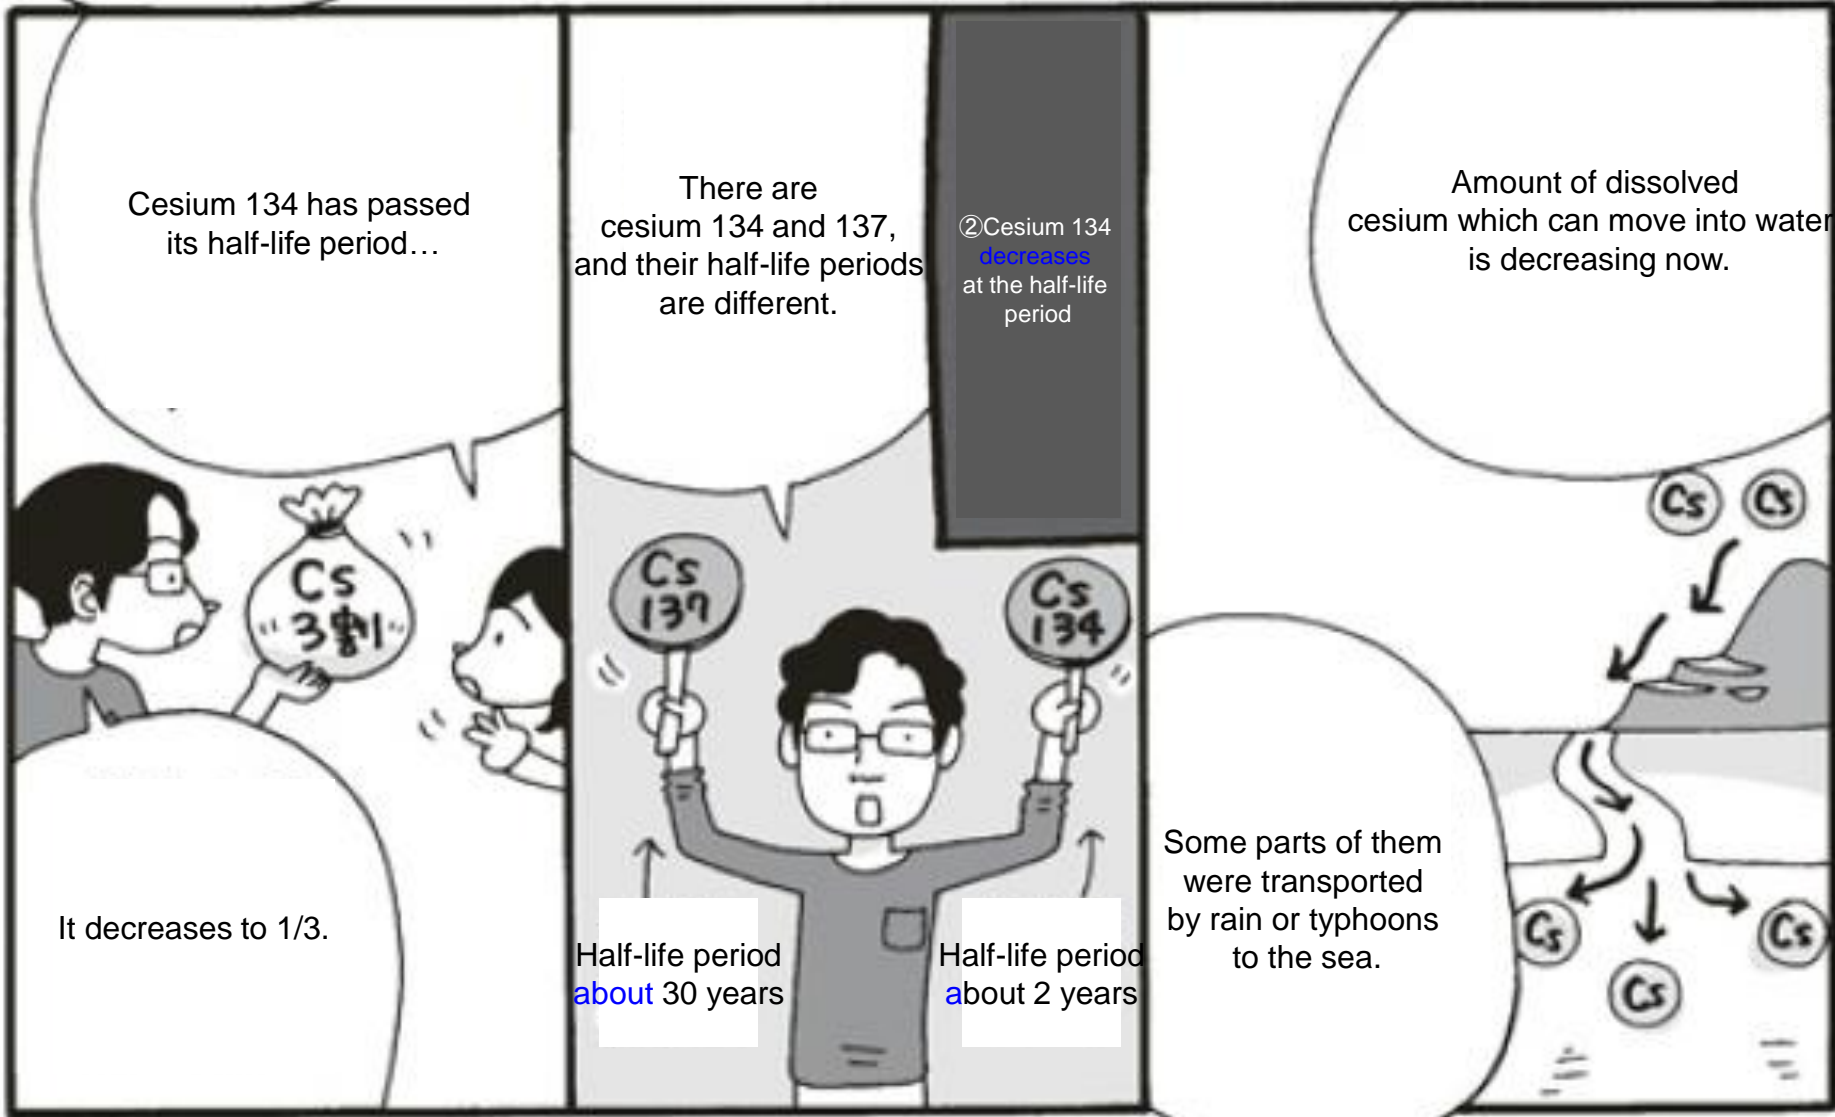 Amount of dissolved
cesium which can move into water
is decreasing now.
Cs Cs
Some parts of them
were transported
by rain or typhoons
to the sea.
Cs
Cs
Cs
②Cesium 134
decreases
at the half-life
period
There are
cesium 134 and 137,
and their half-life periods
are different.
Cs
137
Cs
134
Half-life period
about 30 years
Half-life period
about 2 years
Cesium 134 has passed
its half-life period…
Cs
3割
It decreases to 1/3.